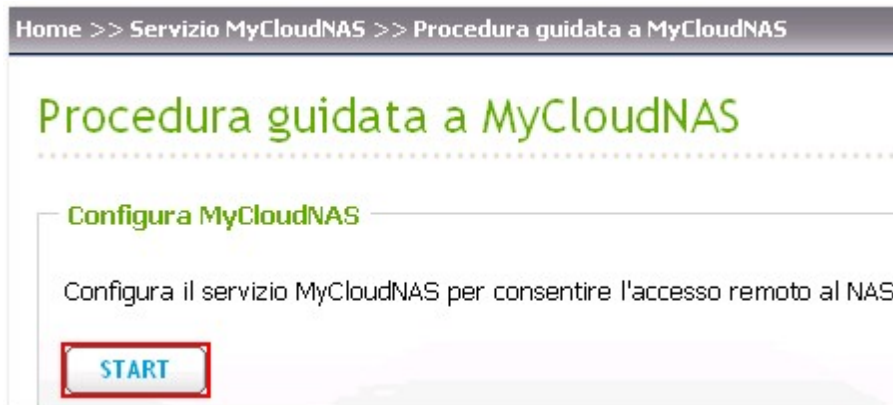 Home >> Servizio MyCloudNAS >> Procedura guidata a MyCloudNAS
Procedura guidata a MyCloudNAS
Configura MyCloudNAS
Configura il servizio MyCloudNAS per consentire l'accesso remoto al NAS
START